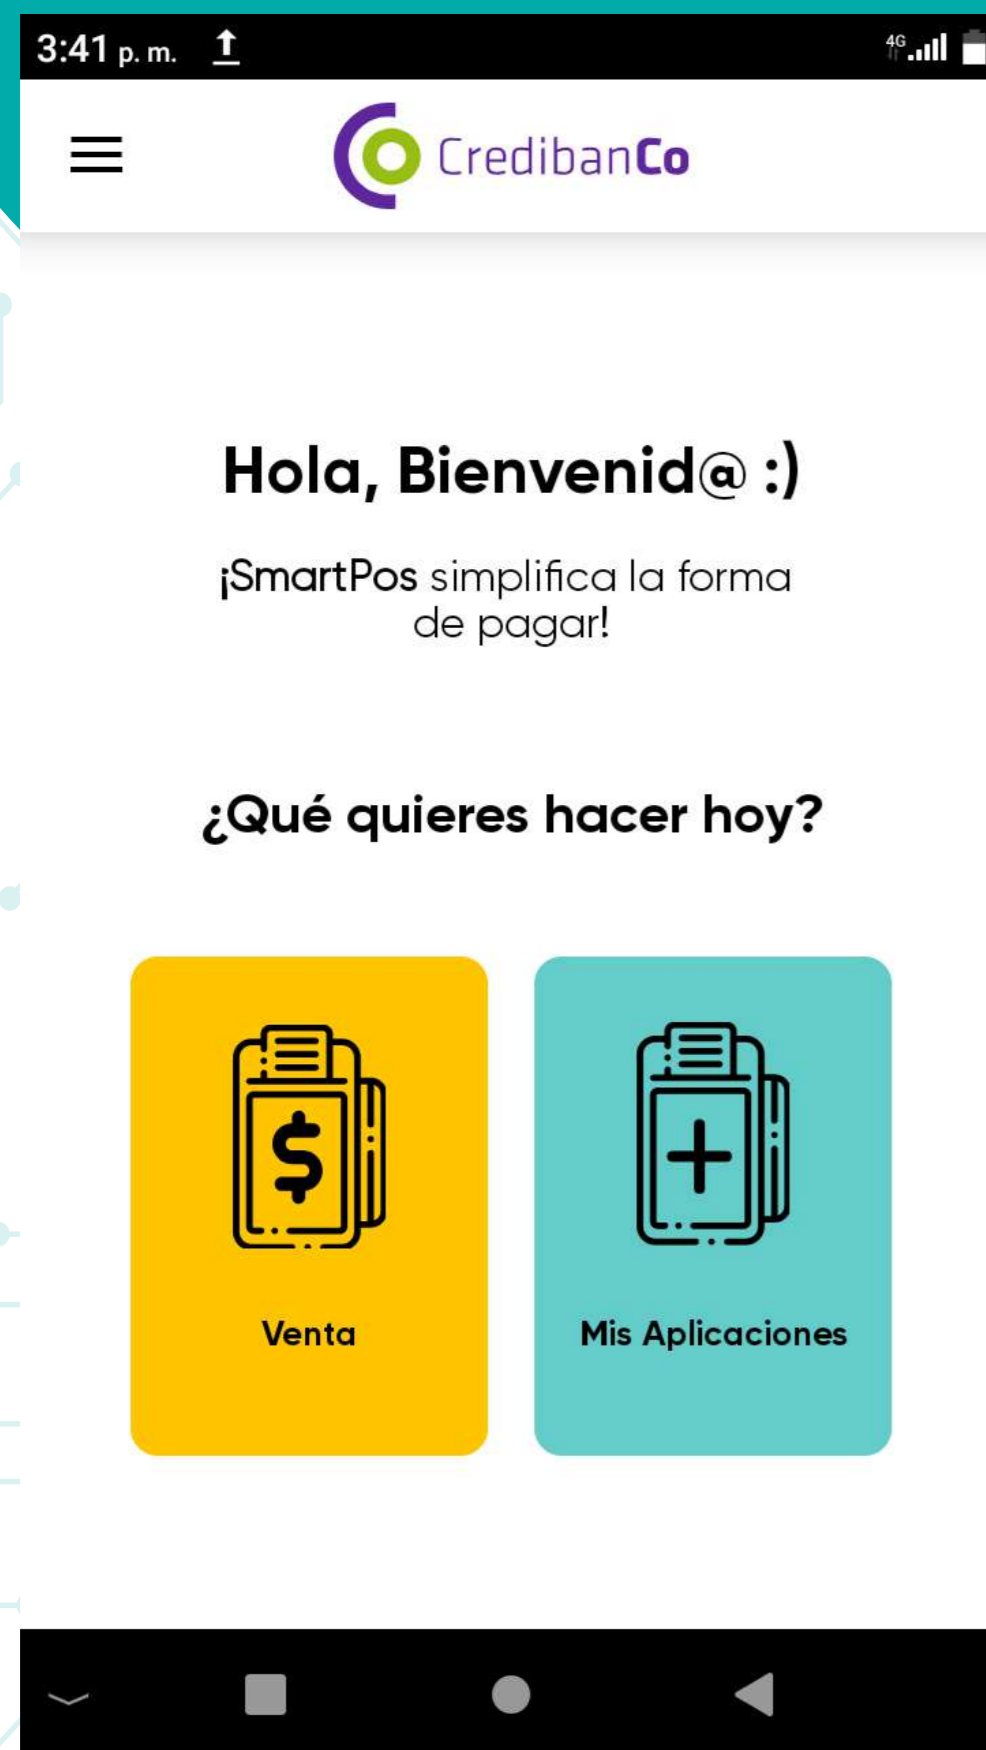 3:41 p. m.
4G
CredibanCo
Hola, Bienvenid@ :)
¡SmartPos simplifica la forma
de pagar!
¿Qué quieres hacer hoy?
$
Venta
Mis Aplicaciones